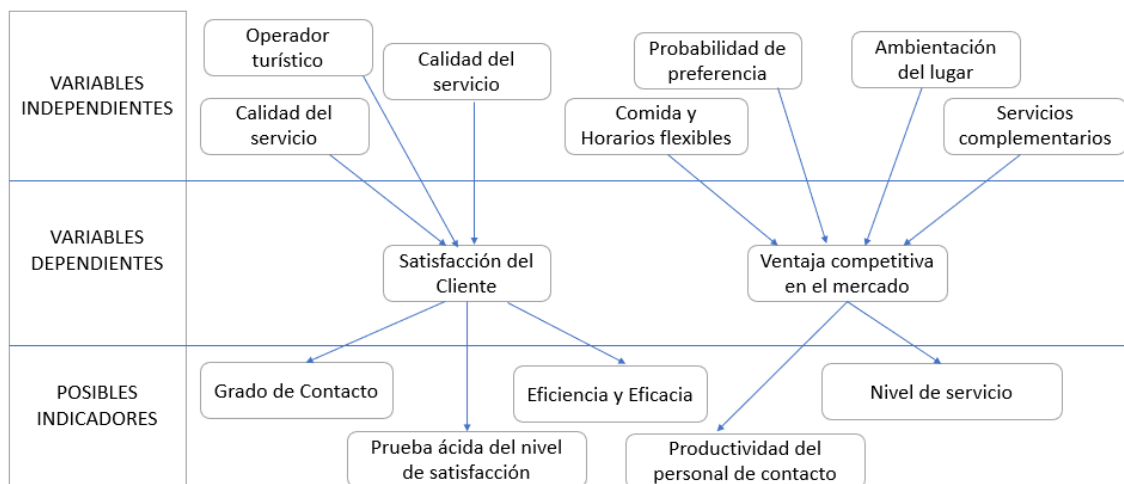 VARIABLES
INDEPENDIENTES
Operador
turístico
Calidad del
servicio
Calidad del
servicio
Probabilidad de
preferencia
Ambientación
del lugar
Comida y
Horarios flexibles
Servicios
complementarios
VARIABLES
DEPENDIENTES
Satisfacción del
Cliente
Ventaja competitiva
en el mercado
POSIBLES
INDICADORES
Grado de Contacto
Eficiencia y Eficacia
Nivel de servicio
Prueba ácida del nivel
de satisfacción
Productividad del
personal de contacto